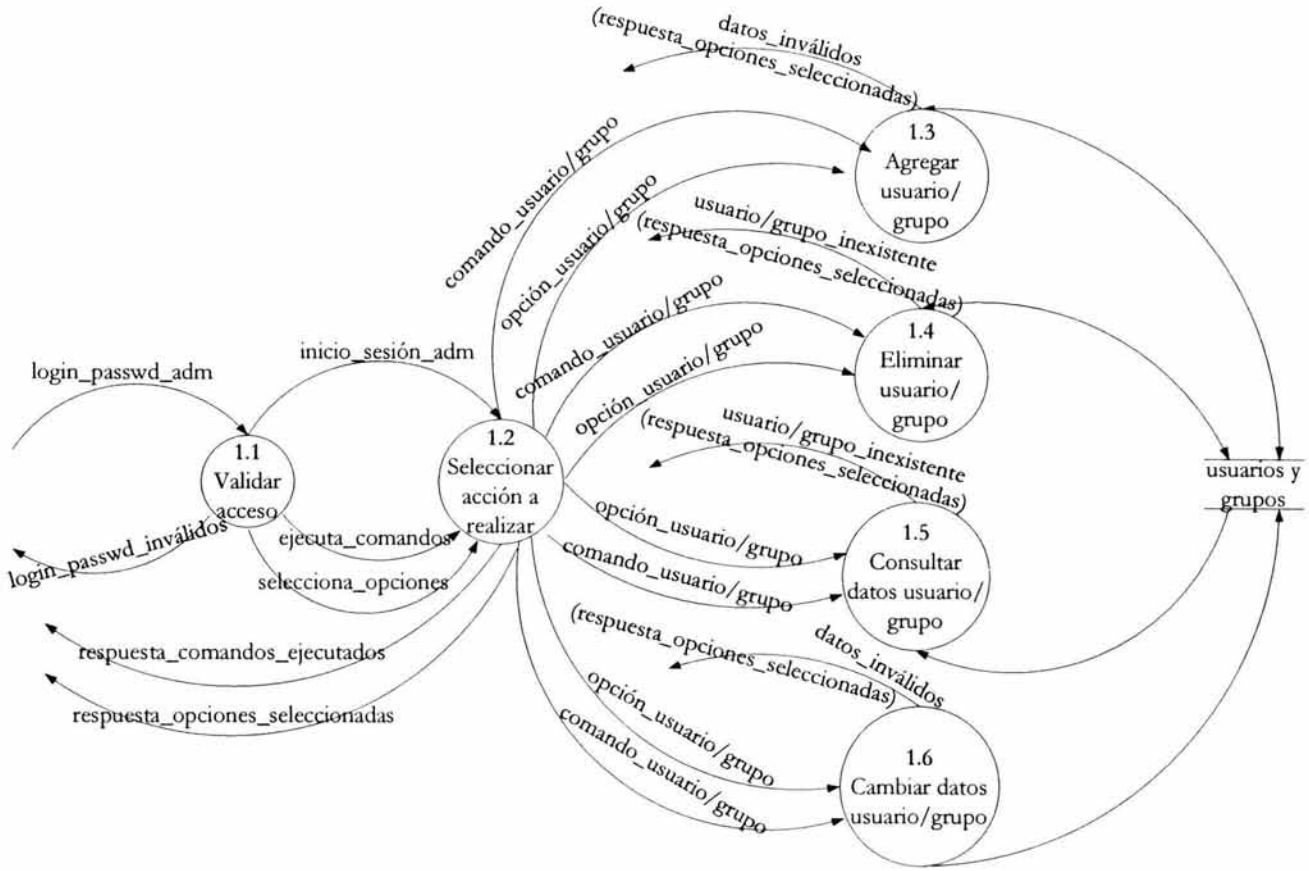 datos_inválidos
(respuesta_opciones_seleccionadas)
1.3
Agregar
usuario/
grupo
comando_usuario/grupo
opción_usuario/grupo
usuario/grupo_inexistente
(respuesta_opciones_seleccionadas)
1.4
Eliminar
usuario/
grupo
comando_usuario/grupo
opción_usuario/grupo
login_passwd_adm
inicio_sesión_adm
1.1
Validar
acceso
1.2
Seleccionar
acción a
realizar
usuario/grupo_inexistente
(respuesta_opciones_seleccionadas)
usuarios y
grupos
login_passwd_inválidos
ejecuta_comandos
selecciona_opciones
opción_usuario/grupo
comando_usuario/grupo
1.5
Consultar
datos usuario/
grupo
respuesta_comandos_ejecutados
respuesta_opciones_seleccionadas
datos_inválidos
(respuesta_opciones_seleccionadas)
opción_usuario/grupo
comando_usuario/grupo
1.6
Cambiar datos
usuario/grupo